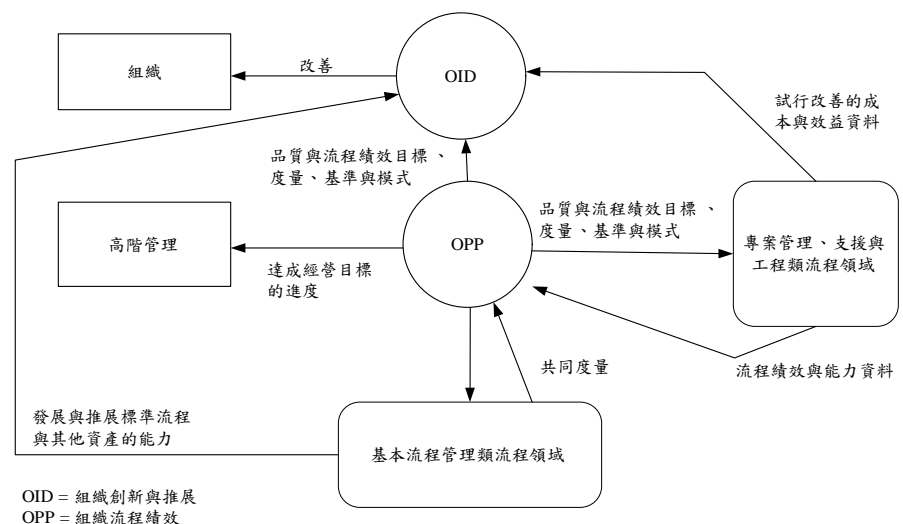 組織
改善
OID
試行改善的成
本與效益資料
品質與流程績效目標、
度量、基準與模式
高階管理
OPP
品質與流程績效目標、
度量、基準與模式
專案管理、支援與
工程類流程領域
達成經營目標
的進度
共同度量
流程績效與能力資料
發展與推展標準流程
與其他資產的能力
基本流程管理類流程領域
OID = 組織創新與推展
OPP = 組織流程績效